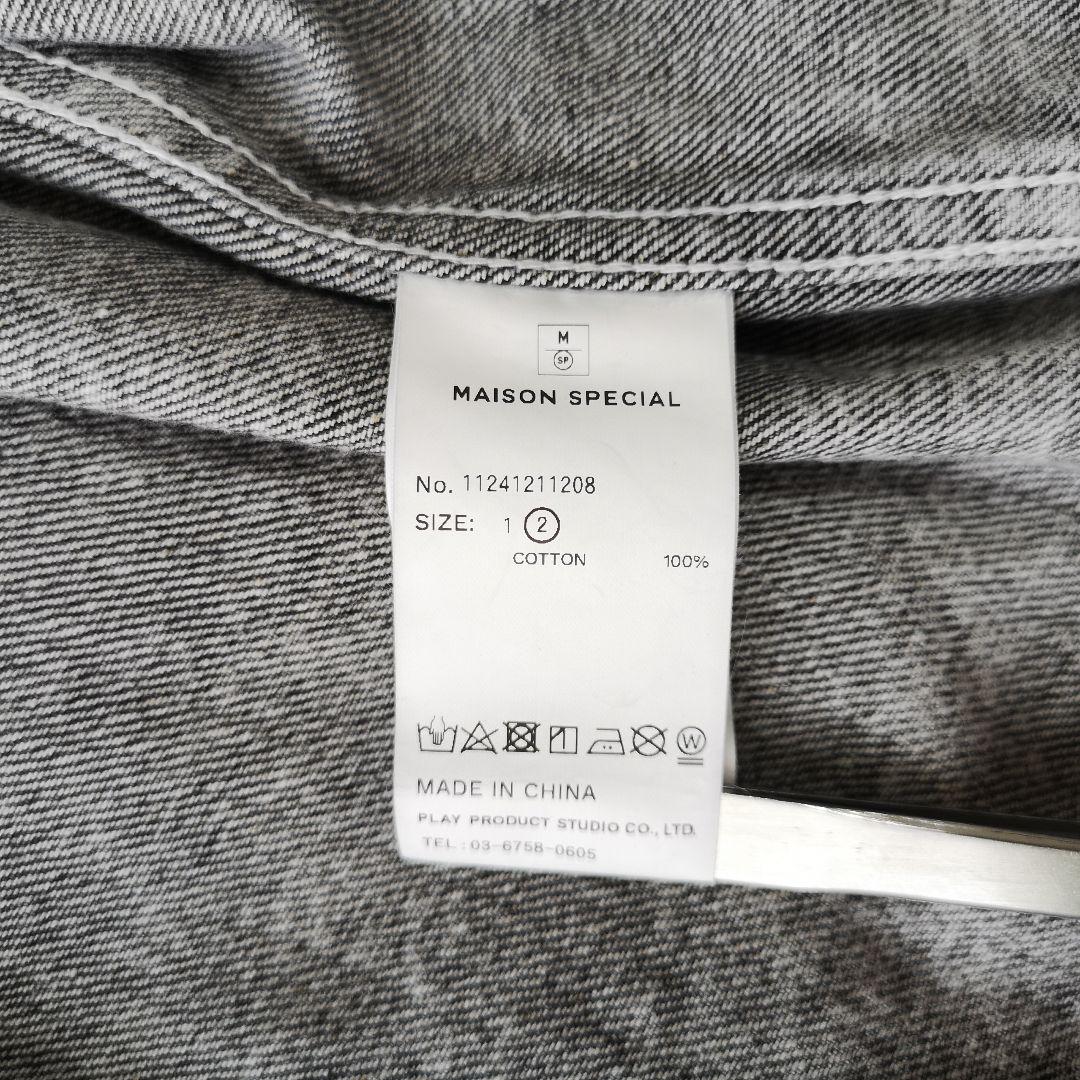 M
SP
MAISON SPECIAL
No. 11241211208
SIZE: 1 2
COTTON 100%
W
MADE IN CHINA
PLAY PRODUCT STUDIO CO., LTD.
TEL : 03-6758-0605